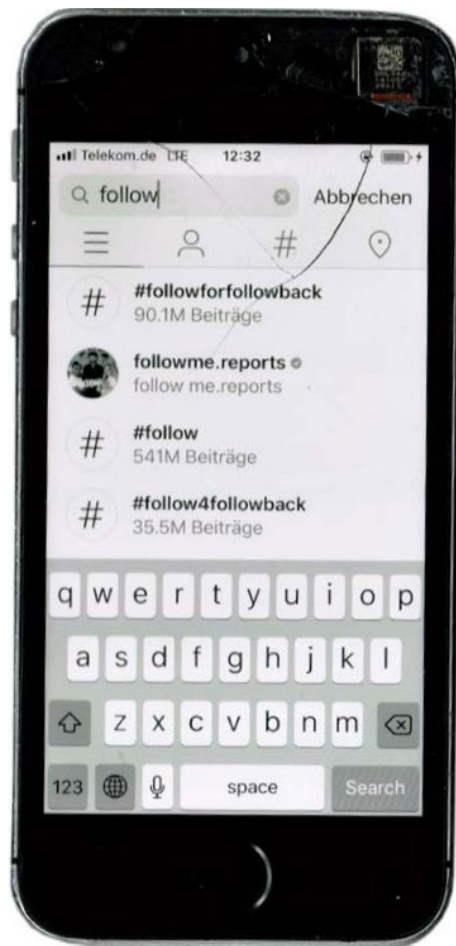 Telekom.de LTE 12:32
follow Abbrechen
#
# #followforfollowback
90.1M Beiträge
followme.reports
follow me.reports
# #follow
541M Beiträge
# #follow4followback
35.5M Beiträge
q w e r t y u i o p
a s d f g h j k l
z x c v b n m
123 space Search